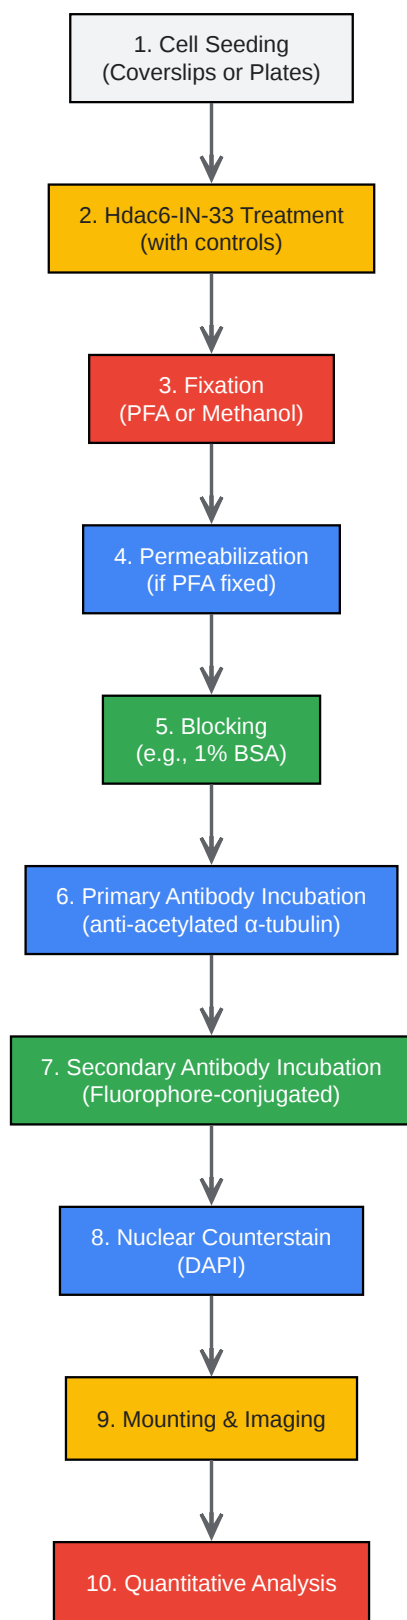 1. Cell Seeding
(Coverslips or Plates)
2. Hdac6-IN-33 Treatment
(with controls)
3. Fixation
(PFA or Methanol)
4. Permeabilization
(if PFA fixed)
5. Blocking
(e.g., 1% BSA)
6. Primary Antibody Incubation
(anti-acetylated α-tubulin)
7. Secondary Antibody Incubation
(Fluorophore-conjugated)
8. Nuclear Counterstain
(DAPI)
9. Mounting & Imaging
10. Quantitative Analysis